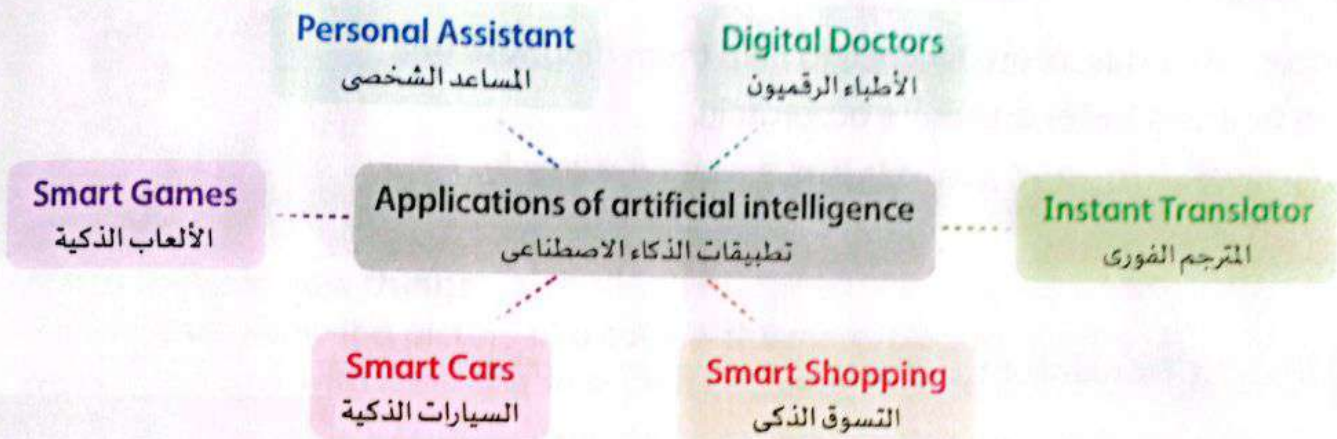 Personal Assistant
المساعد الشخصى
Digital Doctors
الأطباء الرقميون
Smart Games
الألعاب الذكية
Applications of artificial intelligence
تطبيقات الذكاء الاصطناعى
Instant Translator
المترجم الفورى
Smart Cars
السيارات الذكية
Smart Shopping
التسوق الذكى